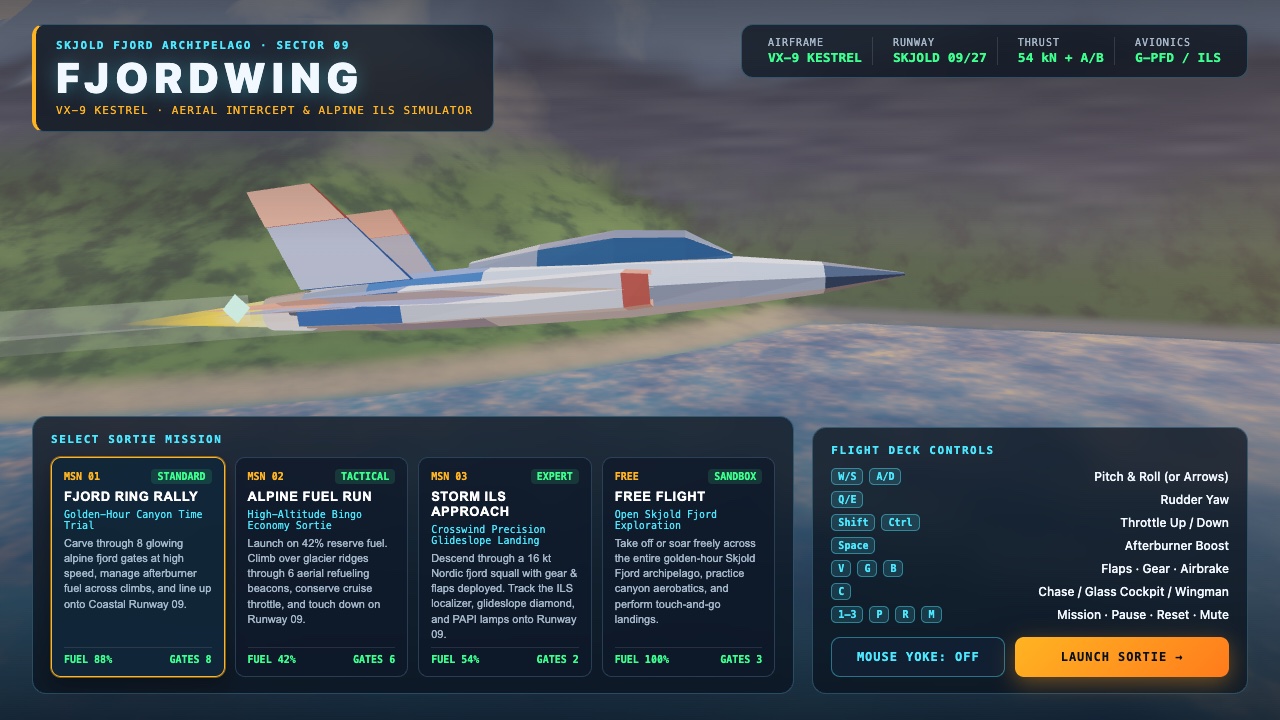 SKJOLD FJORD ARCHIPELAGO · SECTOR 09
FJORDWING
VX–9 KESTREL · AERIAL INTERCEPT & ALPINE ILS SIMULATOR
AIRFRAME
VX–9 KESTREL
RUNWAY
SKJOLD 09/27
THRUST
54 kN + A/B
AVIONICS
G–PFD / ILS
SELECT SORTIE MISSION
MSN 01
STANDARD
FJORD RING RALLY
Golden–Hour Canyon Time
Trial
Carve through 8 glowing
alpine fjord gates at high
speed, manage afterburner
fuel across climbs, and line up
onto Coastal Runway 09.
FUEL 88%
GATES 8
MSN 02
TACTICAL
ALPINE FUEL RUN
High–Altitude Bingo
Economy Sortie
Launch on 42% reserve fuel.
Climb over glacier ridges
through 6 aerial refueling
beacons, conserve cruise
throttle, and touch down on
Runway 09.
FUEL 42%
GATES 6
MSN 03
EXPERT
STORM ILS
APPROACH
Crosswind Precision
Glideslope Landing
Descend through a 16 kt
Nordic fjord squall with gear &
flaps deployed. Track the ILS
localizer, glideslope diamond,
and PAPI lamps onto Runway
09.
FUEL 54%
GATES 2
FREE
SANDBOX
FREE FLIGHT
Open Skjold Fjord
Exploration
Take off or soar freely across
the entire golden-hour Skjold
Fjord archipelago, practice
canyon aerobatics, and
perform touch-and-go
landings.
FUEL 100%
GATES 3
FLIGHT DECK CONTROLS
W/S A/D Pitch & Roll (or Arrows)
Q/E Rudder Yaw
Shift Ctrl Throttle Up / Down
Space Afterburner Boost
V G B Flaps · Gear · Airbrake
C Chase / Glass Cockpit / Wingman
1–3 P R M Mission · Pause · Reset · Mute
MOUSE YOKE: OFF
LAUNCH SORTIE →